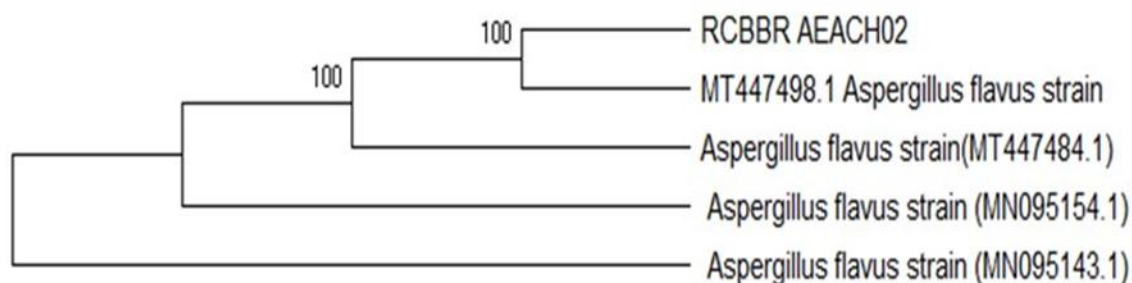 100
RCBBR AEACH02
100
MT447498.1 Aspergillus flavus strain
Aspergillus flavus strain(MT447484.1)
Aspergillus flavus strain (MN095154.1)
Aspergillus flavus strain (MN095143.1)